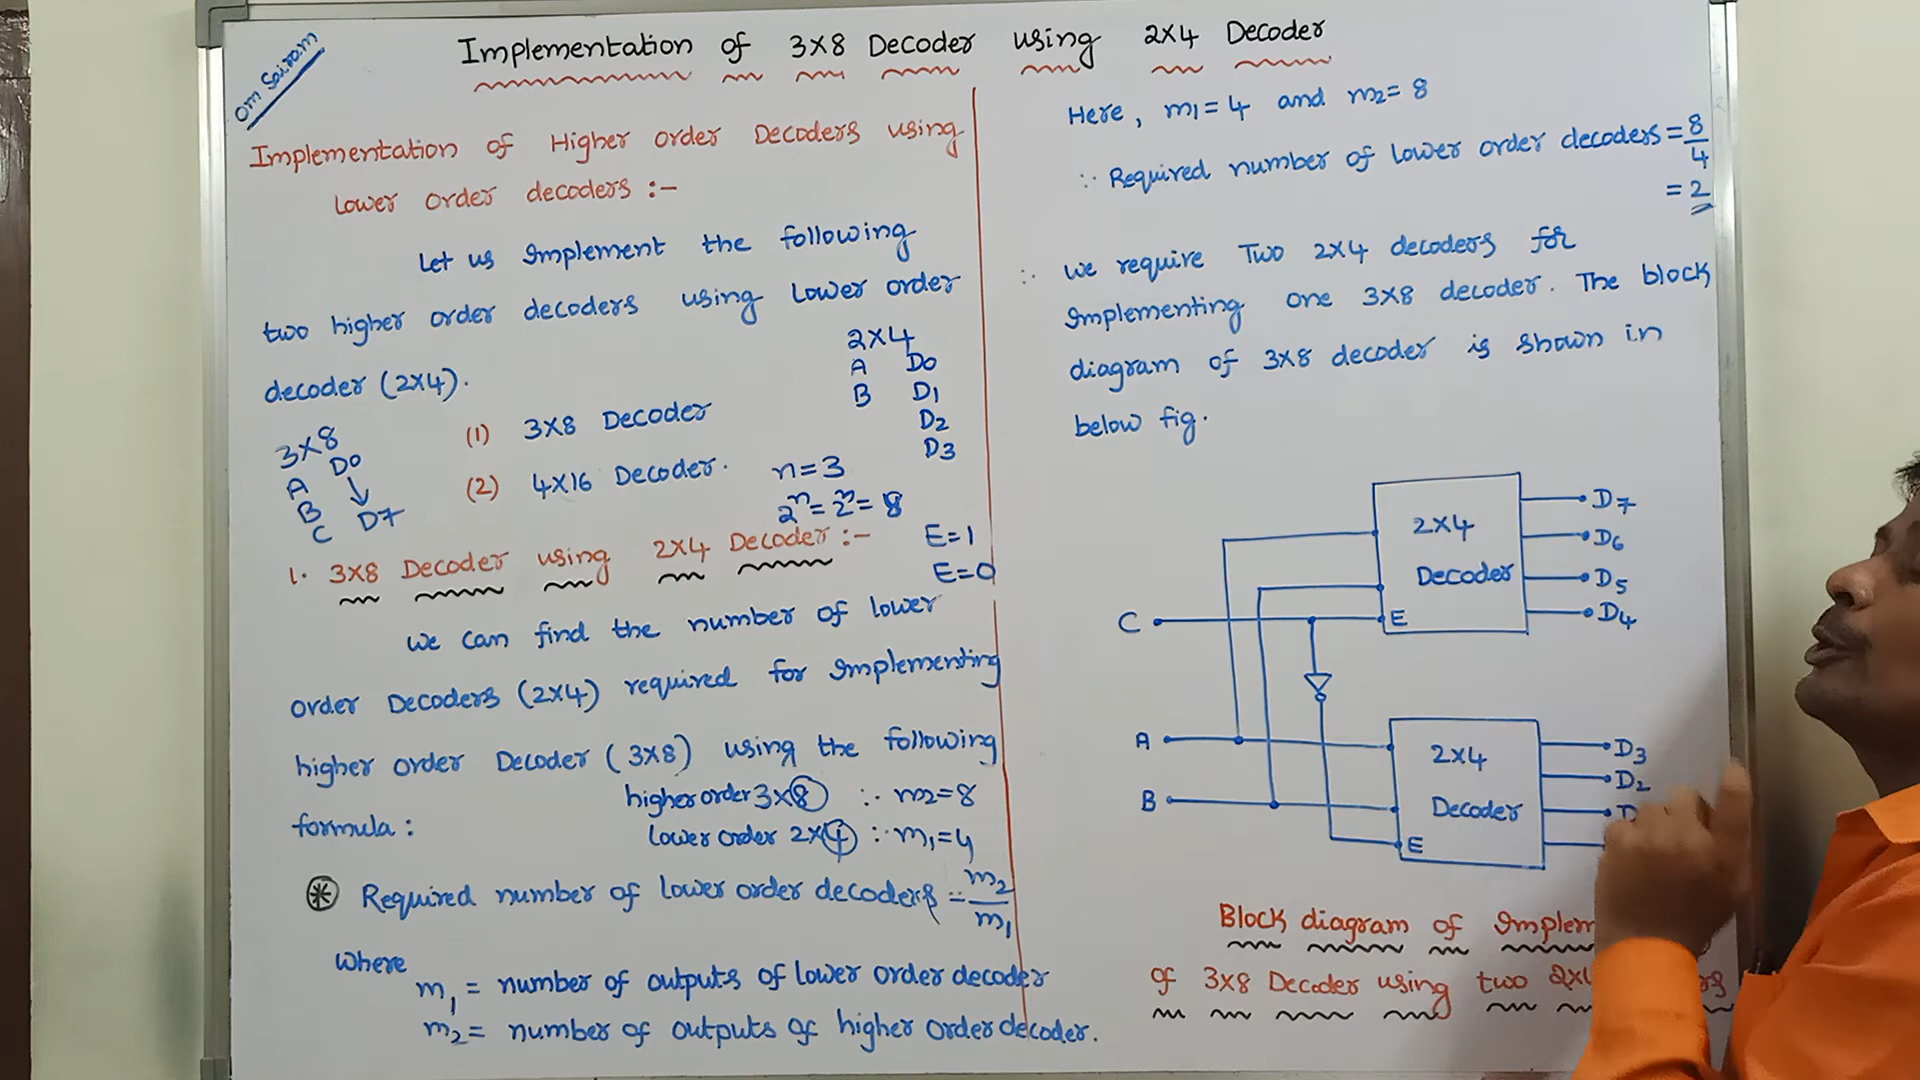 Om Sairam
Implementation of 3X8 Decoder using 2X4 Decoder
Implementation of Higher order Decoders using
Lower Order decoders :-
Let us Implement the following
two higher order decoders using Lower order
decoder (2X4).
2X4
A D0
B D1
D2
D3
3X8
D0
A
B
C D7
(1) 3X8 Decoder
(2) 4X16 Decoder.
n=3
2ⁿ = 2ⁿ = 8
E=1
E=0
1. 3X8 Decoder using 2X4 Decoder :-
We can find the number of lower
order Decoders (2X4) required for Implementing
higher order Decoder (3X8) using the following
formula :
higher order 3X8 ∴ m2=8
lower order 2X4 ∴ m1=4
* Required number of lower order decoders = m2/m1
where
m1 = number of outputs of lower order decoder
m2 = number of outputs of higher order decoder.
Here, m1=4 and m2=8
∵ Required number of lower order decoders = 8/4
= 2
∴ We require Two 2X4 decoders for
Implementing one 3X8 decoder. The block
diagram of 3X8 decoder is shown in
below fig.
2X4
Decoder
E
D7
D6
D5
D4
C
A
B
2X4
Decoder
E
D3
D2
D
Block diagram of Implem
of 3X8 Decoder using two 2X4 rs